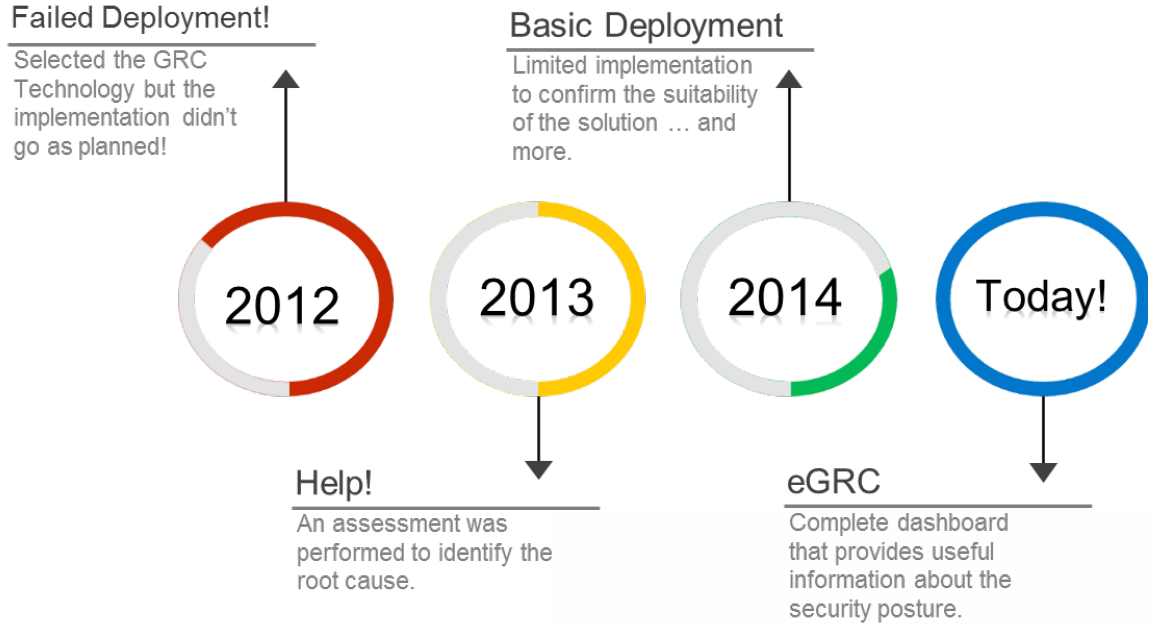 Failed Deployment!
Selected the GRC
Technology but the
implementation didn’t
go as planned!
Basic Deployment
Limited implementation
to confirm the suitability
of the solution … and
more.
2012
2013
2014
Today!
Help!
An assessment was
performed to identify the
root cause.
eGRC
Complete dashboard
that provides useful
information about the
security posture.